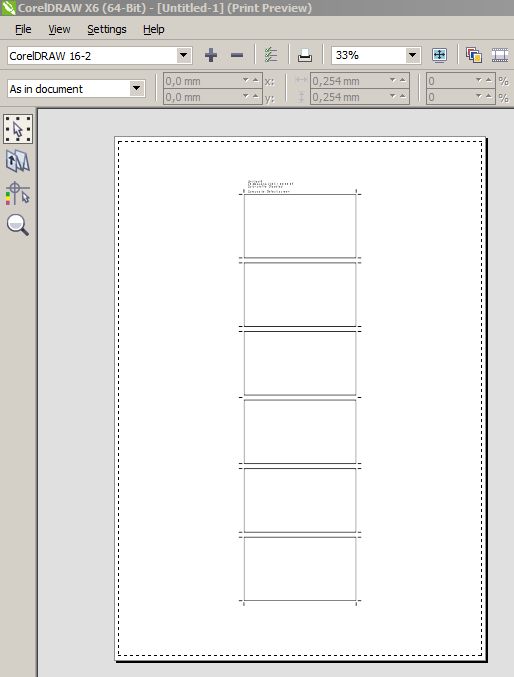 CorelDRAW X6 (64-Bit) - [Untitled-1] (Print Preview)
File View Settings Help
CorelDRAW 16-2 33%
As in document 0,0 mm x: 0,254 mm 0 %
0,0 mm y: 0,254 mm 0 %